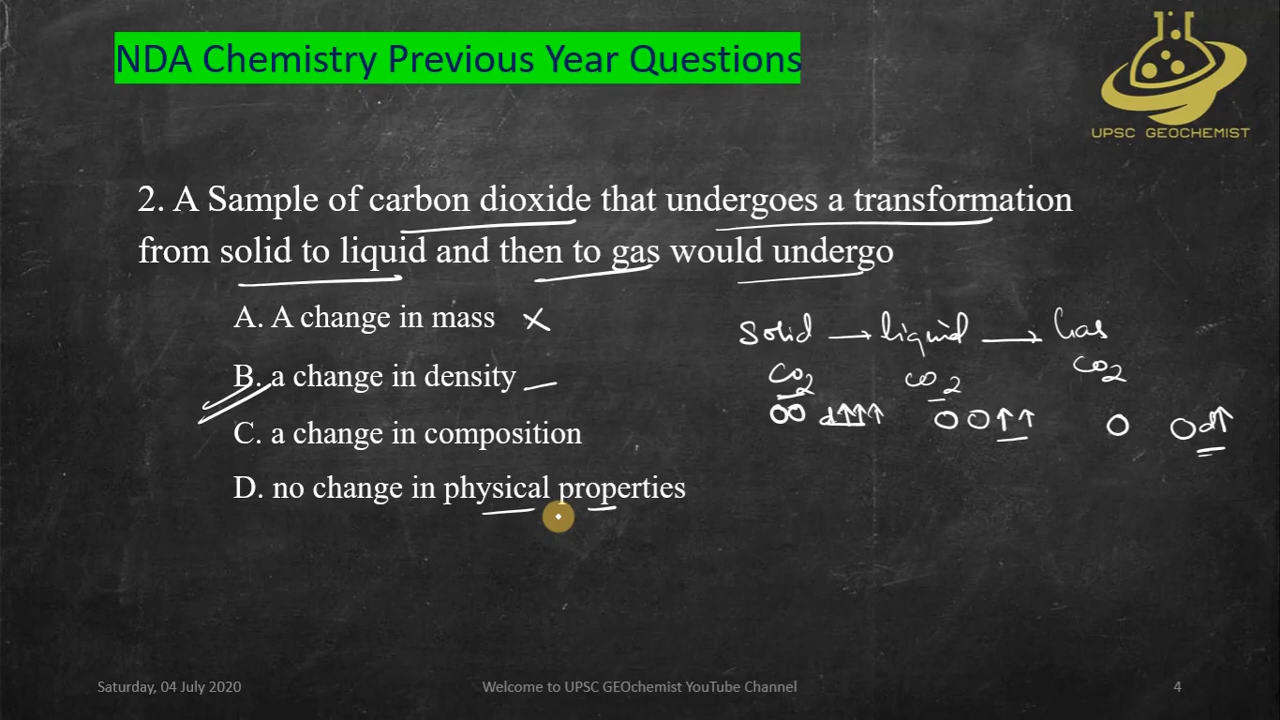 NDA Chemistry Previous Year Questions
UPSC GEOCHEMIST
2. A Sample of carbon dioxide that undergoes a transformation
from solid to liquid and then to gas would undergo
A. A change in mass ×
B. a change in density
C. a change in composition
D. no change in physical properties
Solid → liquid → Gas
CO2 CO2 CO2
d↑↑↑ ↑↑ d↑
Saturday, 04 July 2020
Welcome to UPSC GEOchemist YouTube Channel
4